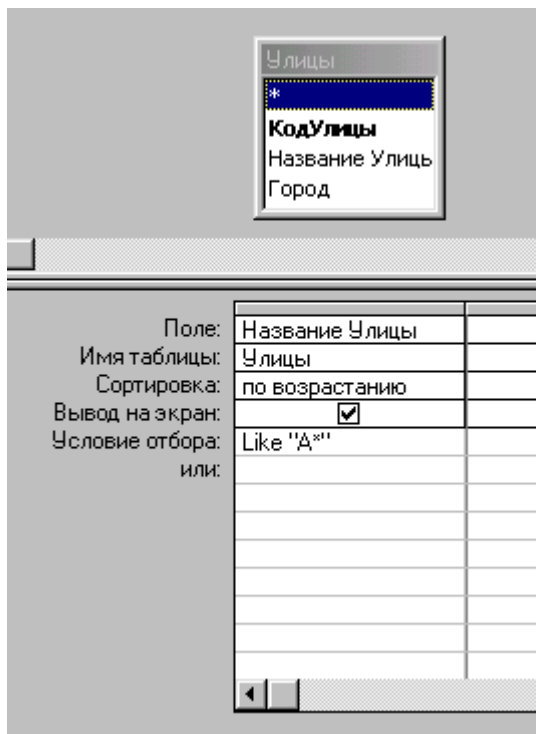 Улицы
*
КодУлицы
Название Улиць
Город
Поле: Название Улицы
Имя таблицы: Улицы
Сортировка: по возрастанию
Вывод на экран:
Условие отбора: Like "А*"
или: